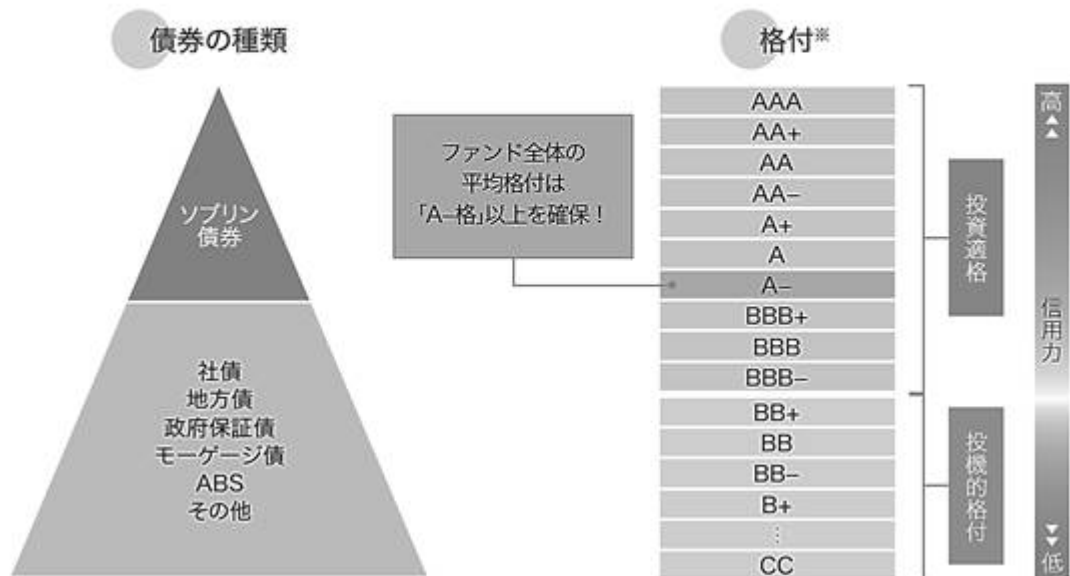 債券の種類
ソブリン
債券
社債
地方債
政府保証債
モーゲージ債
ABS
その他
格付※
ファンド全体の
平均格付は
「A−格」以上を確保！
AAA
AA+
AA
AA−
A+
A
A−
BBB+
BBB
BBB−
BB+
BB
BB−
B+
⋮
CC
投資適格
投機的格付
高
信用力
低